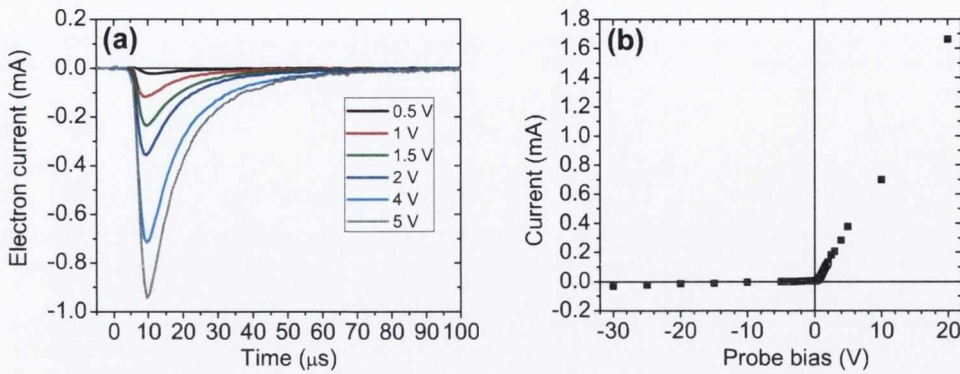 (a)
Electron current (mA)
0.2
0.0
-0.2
-0.4
-0.6
-0.8
-1.0
0.5 V
1 V
1.5 V
2 V
4 V
5 V
0 10 20 30 40 50 60 70 80 90 100
Time (μs)
(b)
Current (mA)
1.8
1.6
1.4
1.2
1.0
0.8
0.6
0.4
0.2
0.0
-0.2
-30 -20 -10 0 10 20
Probe bias (V)